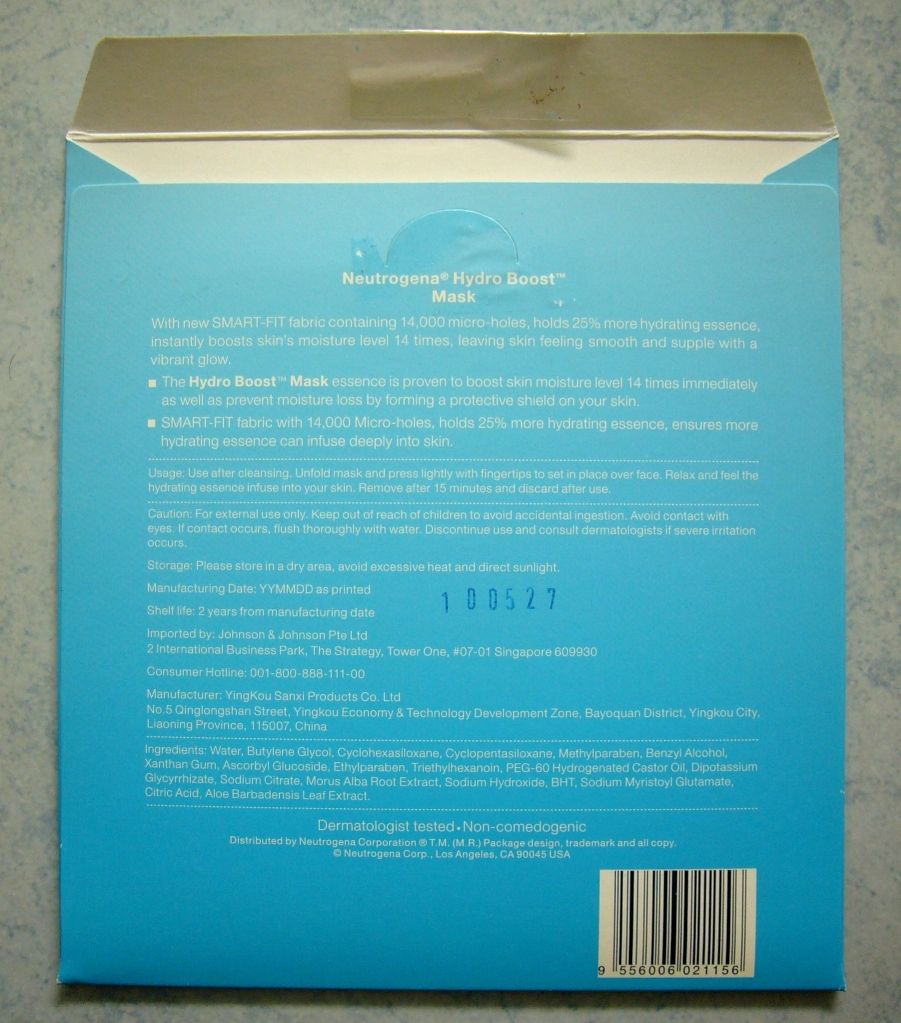 Neutrogena® Hydro Boost™
Mask
With new SMART-FIT fabric containing 14,000 micro-holes, holds 25% more hydrating essence,
instantly boosts skin's moisture level 14 times, leaving skin feeling smooth and supple with a
vibrant glow.
■ The Hydro Boost™ Mask essence is proven to boost skin moisture level 14 times immediately
as well as prevent moisture loss by forming a protective shield on your skin.
■ SMART-FIT fabric with 14,000 Micro-holes, holds 25% more hydrating essence, ensures more
hydrating essence can infuse deeply into skin.
Usage: Use after cleansing. Unfold mask and press lightly with fingertips to set in place over face. Relax and feel the
hydrating essence infuse into your skin. Remove after 15 minutes and discard after use.
Caution: For external use only. Keep out of reach of children to avoid accidental ingestion. Avoid contact with
eyes. If contact occurs, flush thoroughly with water. Discontinue use and consult dermatologists if severe irritation
occurs.
Storage: Please store in a dry area, avoid excessive heat and direct sunlight.
Manufacturing Date: YYMMDD as printed
100527
Shelf life: 2 years from manufacturing date
Imported by: Johnson & Johnson Pte Ltd
2 International Business Park, The Strategy, Tower One, #07-01 Singapore 609930
Consumer Hotline: 001-800-888-111-00
Manufacturer: YingKou Sanxi Products Co. Ltd
No.5 Qinglongshan Street, Yingkou Economy & Technology Development Zone, Bayoquan District, Yingkou City,
Liaoning Province, 115007, China
Ingredients: Water, Butylene Glycol, Cyclohexasiloxane, Cyclopentasiloxane, Methylparaben, Benzyl Alcohol,
Xanthan Gum, Ascorbyl Glucoside, Ethylparaben, Triethylhexanoin, PEG-60 Hydrogenated Castor Oil, Dipotassium
Glycyrrhizate, Sodium Citrate, Morus Alba Root Extract, Sodium Hydroxide, BHT, Sodium Myristoyl Glutamate,
Citric Acid, Aloe Barbadensis Leaf Extract.
Dermatologist tested • Non-comedogenic
Distributed by Neutrogena Corporation ® T.M. (M.R.) Package design, trademark and all copy.
© Neutrogena Corp., Los Angeles, CA 90045 USA
9 556006 021156